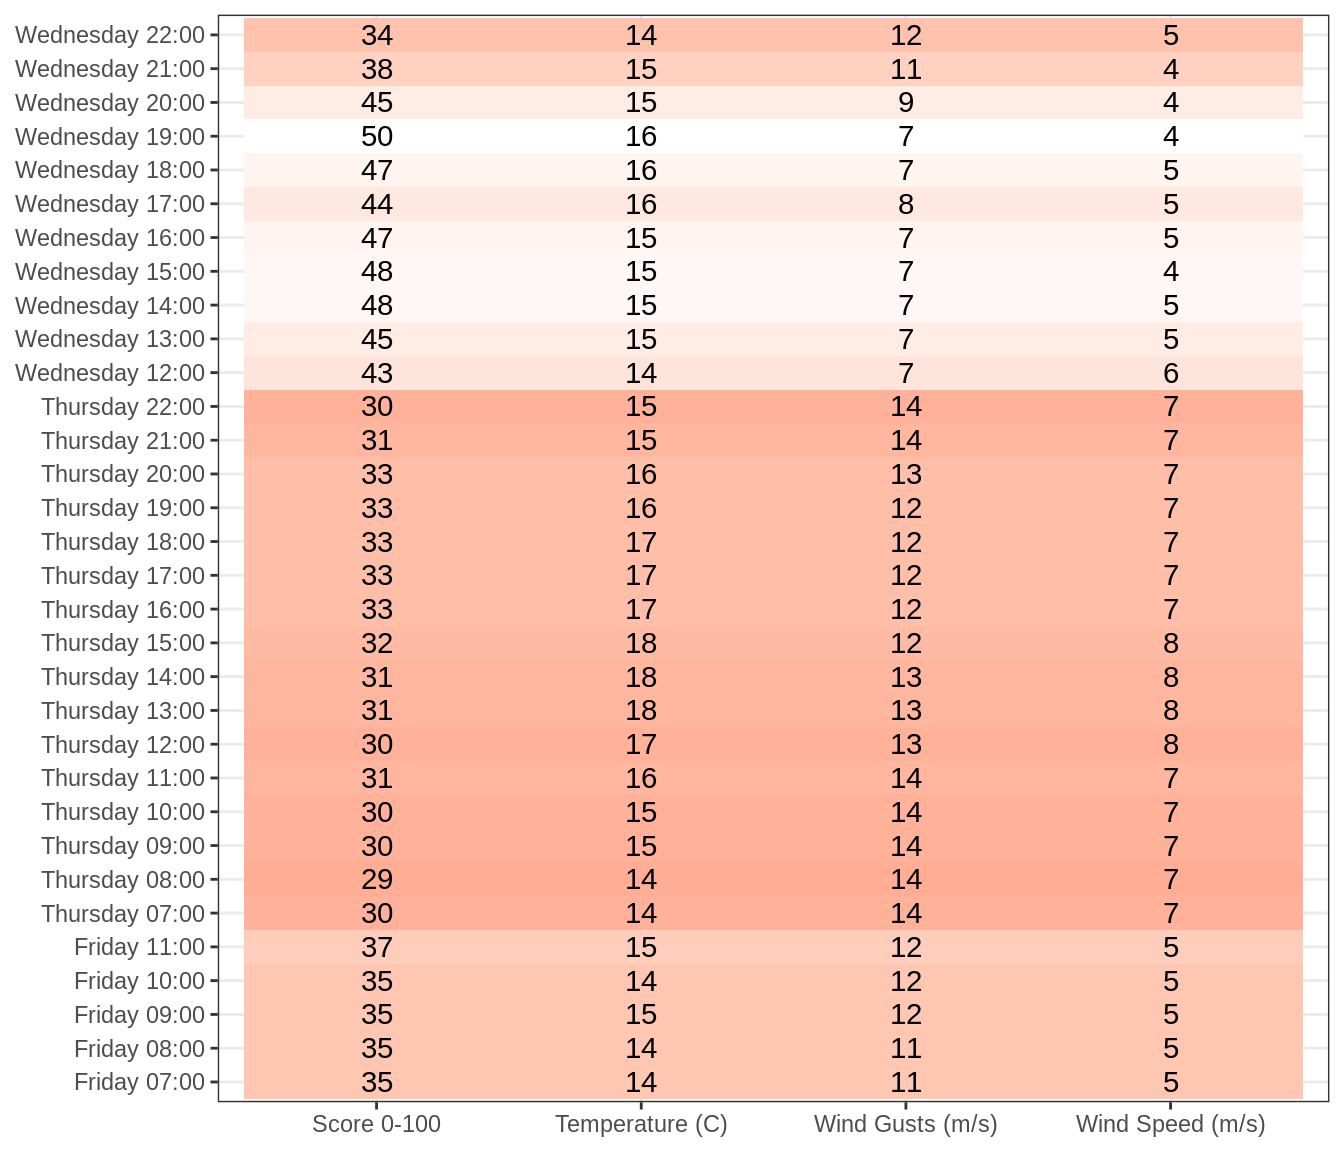 Wednesday 22:00 34 14 12 5
Wednesday 21:00 38 15 11 4
Wednesday 20:00 45 15 9 4
Wednesday 19:00 50 16 7 4
Wednesday 18:00 47 16 7 5
Wednesday 17:00 44 16 8 5
Wednesday 16:00 47 15 7 5
Wednesday 15:00 48 15 7 4
Wednesday 14:00 48 15 7 5
Wednesday 13:00 45 15 7 5
Wednesday 12:00 43 14 7 6
Thursday 22:00 30 15 14 7
Thursday 21:00 31 15 14 7
Thursday 20:00 33 16 13 7
Thursday 19:00 33 16 12 7
Thursday 18:00 33 17 12 7
Thursday 17:00 33 17 12 7
Thursday 16:00 33 17 12 7
Thursday 15:00 32 18 12 8
Thursday 14:00 31 18 13 8
Thursday 13:00 31 18 13 8
Thursday 12:00 30 17 13 8
Thursday 11:00 31 16 14 7
Thursday 10:00 30 15 14 7
Thursday 09:00 30 15 14 7
Thursday 08:00 29 14 14 7
Thursday 07:00 30 14 14 7
Friday 11:00 37 15 12 5
Friday 10:00 35 14 12 5
Friday 09:00 35 15 12 5
Friday 08:00 35 14 11 5
Friday 07:00 35 14 11 5
Score 0-100 Temperature (C) Wind Gusts (m/s) Wind Speed (m/s)